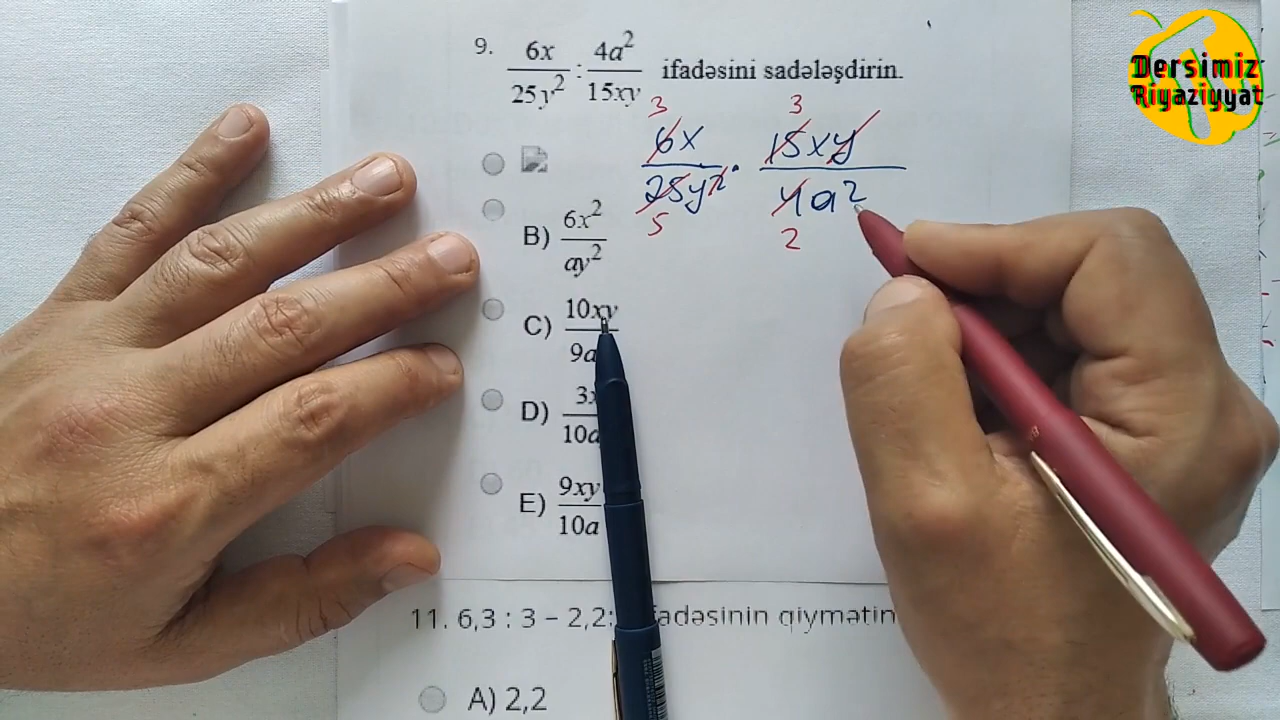 Dersimiz
Riyaziyyat
9. 6x/25y² : 4a²/15xy ifadəsini sadələşdirin.
3 3
6x/25y² · 15xy/4a²
5 2
B) 6x²/ay²
C) 10xy/9a
D) 3x/10a
E) 9xy/10a
11. 6,3 : 3 – 2,2: qiymətin
A) 2,2